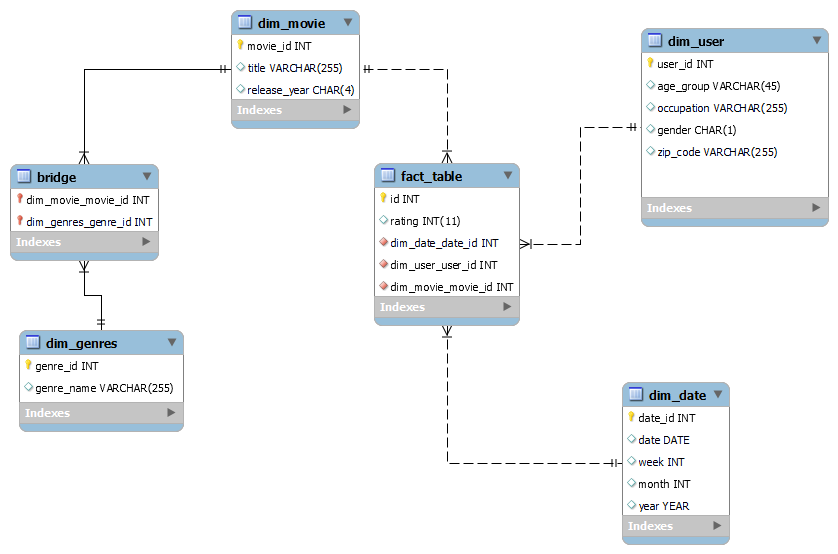 dim_movie
movie_id INT
title VARCHAR(255)
release_year CHAR(4)
Indexes
dim_user
user_id INT
age_group VARCHAR(45)
occupation VARCHAR(255)
gender CHAR(1)
zip_code VARCHAR(255)
Indexes
bridge
dim_movie_movie_id INT
dim_genres_genre_id INT
Indexes
fact_table
id INT
rating INT(11)
dim_date_date_id INT
dim_user_user_id INT
dim_movie_movie_id INT
Indexes
dim_genres
genre_id INT
genre_name VARCHAR(255)
Indexes
dim_date
date_id INT
date DATE
week INT
month INT
year YEAR
Indexes